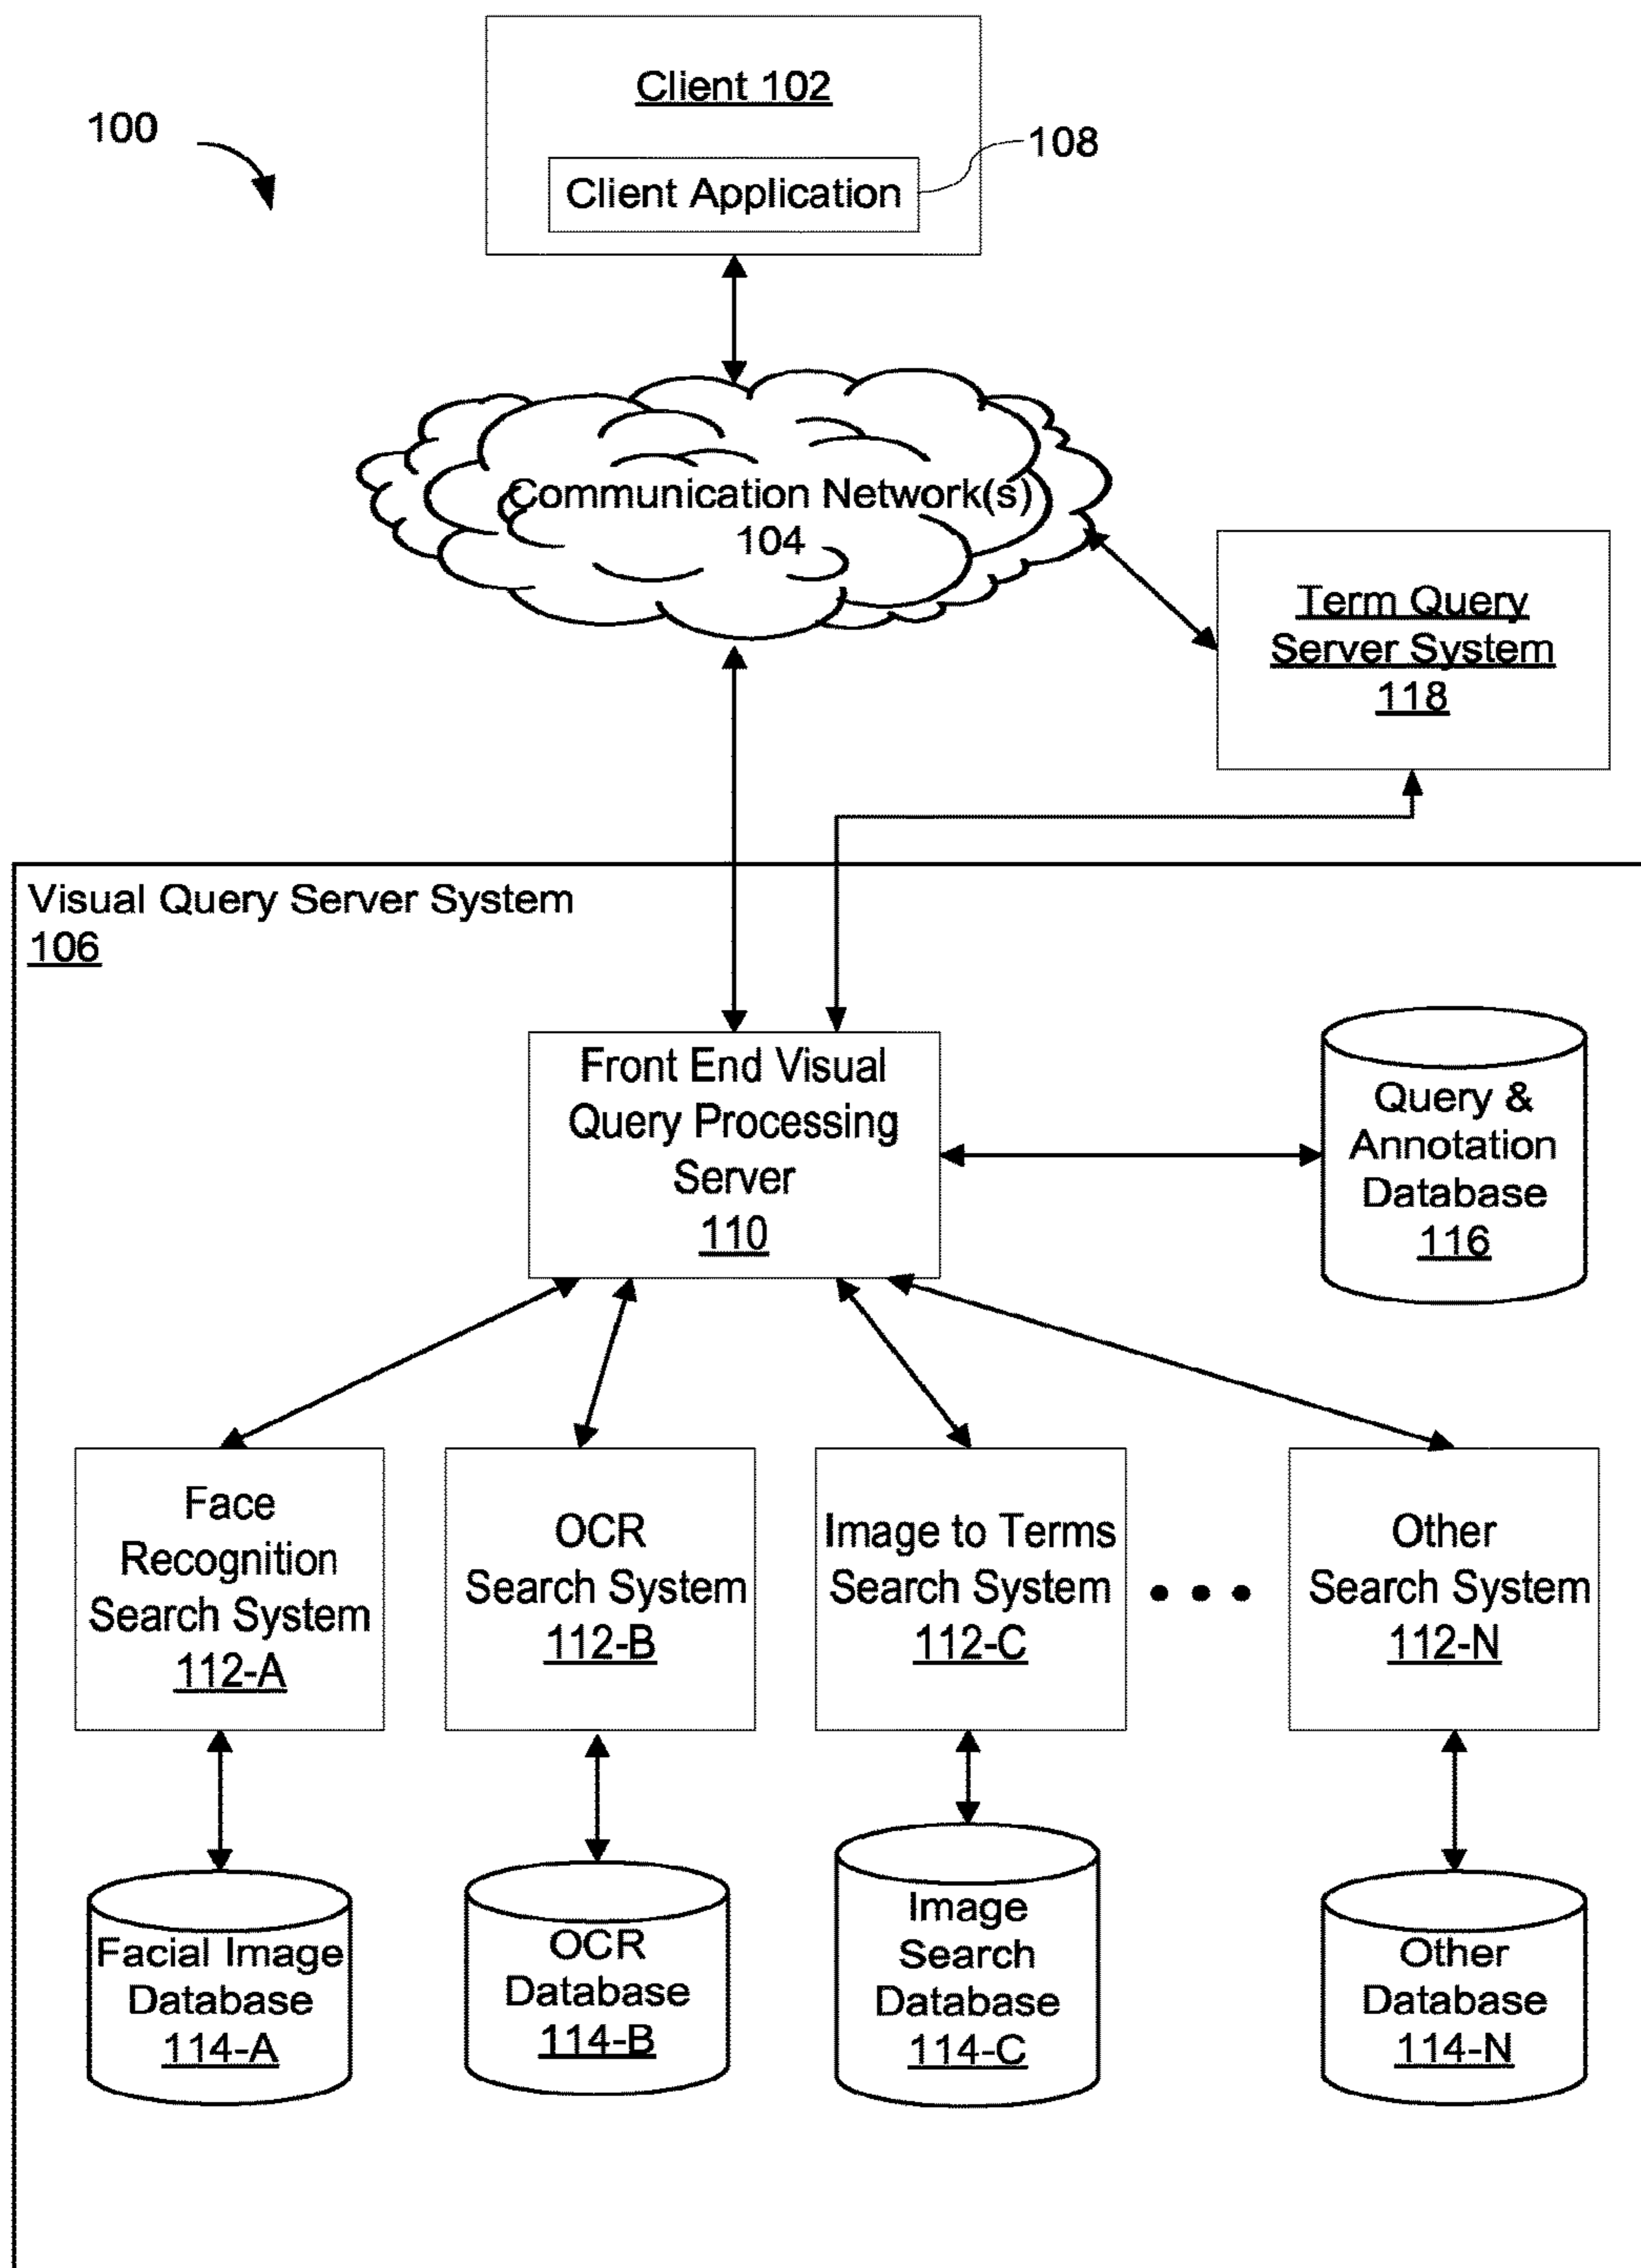 100
Client 102
108
Client Application
Communication Network(s)
104
Term Query
Server System
118
Visual Query Server System
106
Front End Visual
Query Processing
Server
110
Query &
Annotation
Database
116
Face
Recognition
Search System
112-A
OCR
Search System
112-B
Image to Terms
Search System
112-C
• • •
Other
Search System
112-N
Facial Image
Database
114-A
OCR
Database
114-B
Image
Search
Database
114-C
Other
Database
114-N